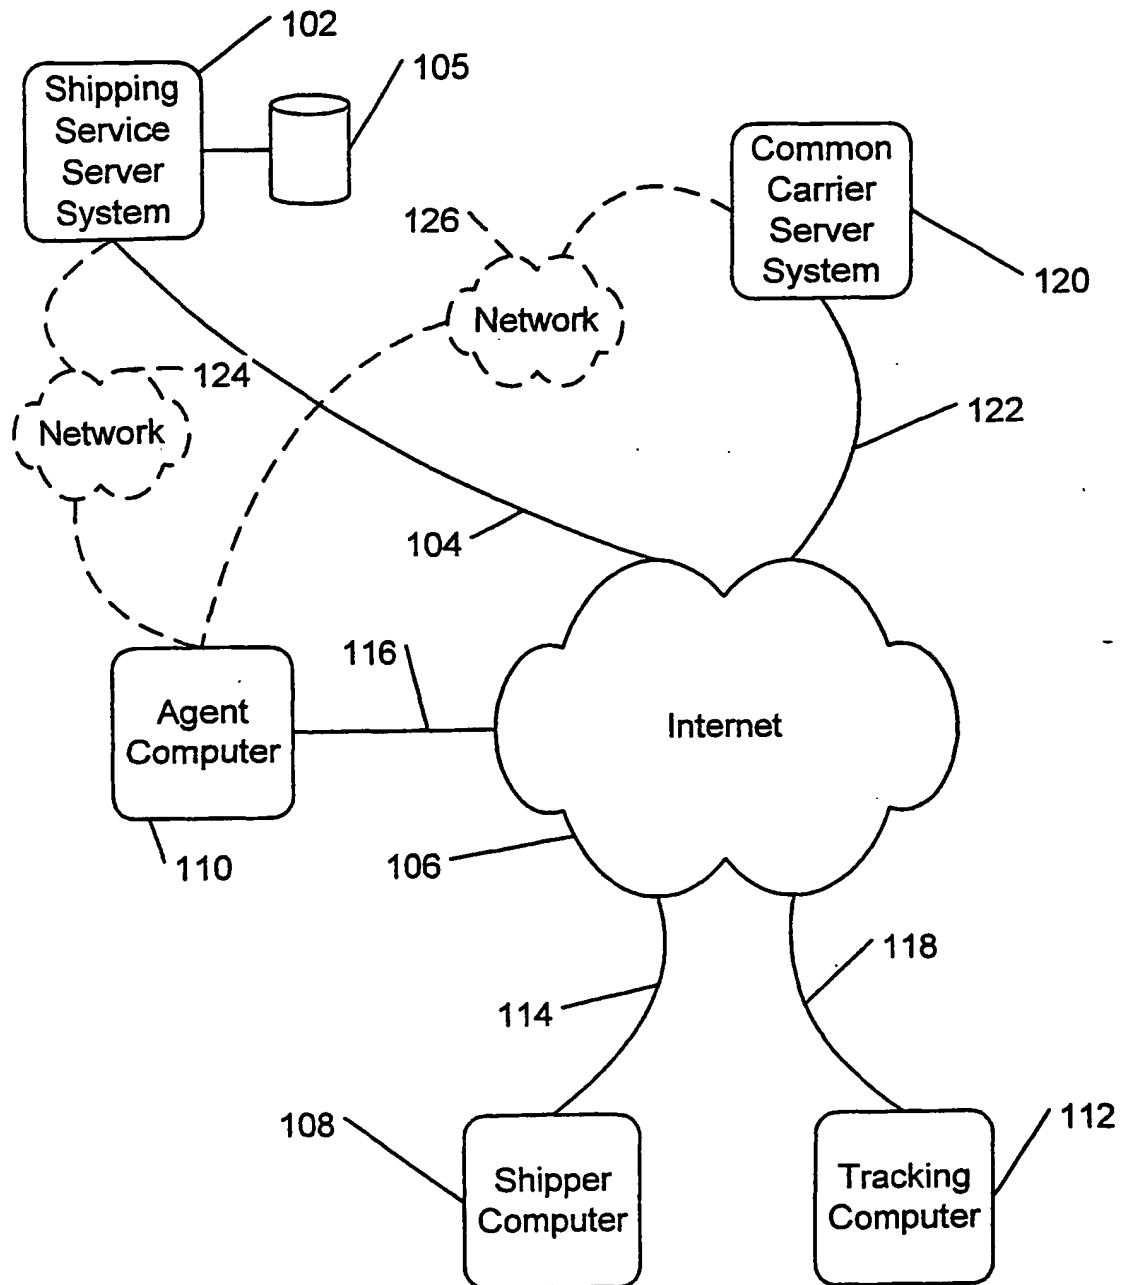 102
105
Shipping
Service
Server
System
Common
Carrier
Server
System
126
120
Network
124
Network
122
104
116
Agent
Computer
Internet
110
106
118
114
108
112
Shipper
Computer
Tracking
Computer